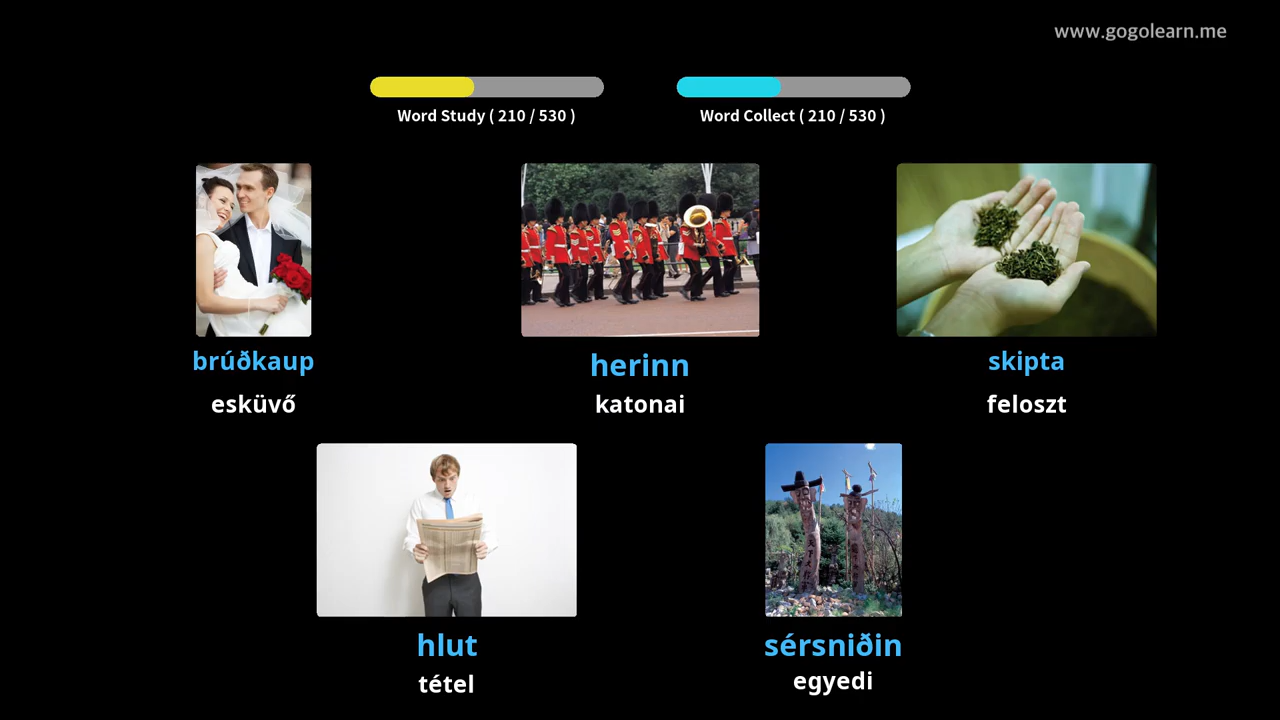 www.gogolearn.me
Word Study ( 210 / 530 )
Word Collect ( 210 / 530 )
brúðkaup
esküvő
herinn
katonai
skipta
feloszt
hlut
tétel
sérsniðin
egyedi